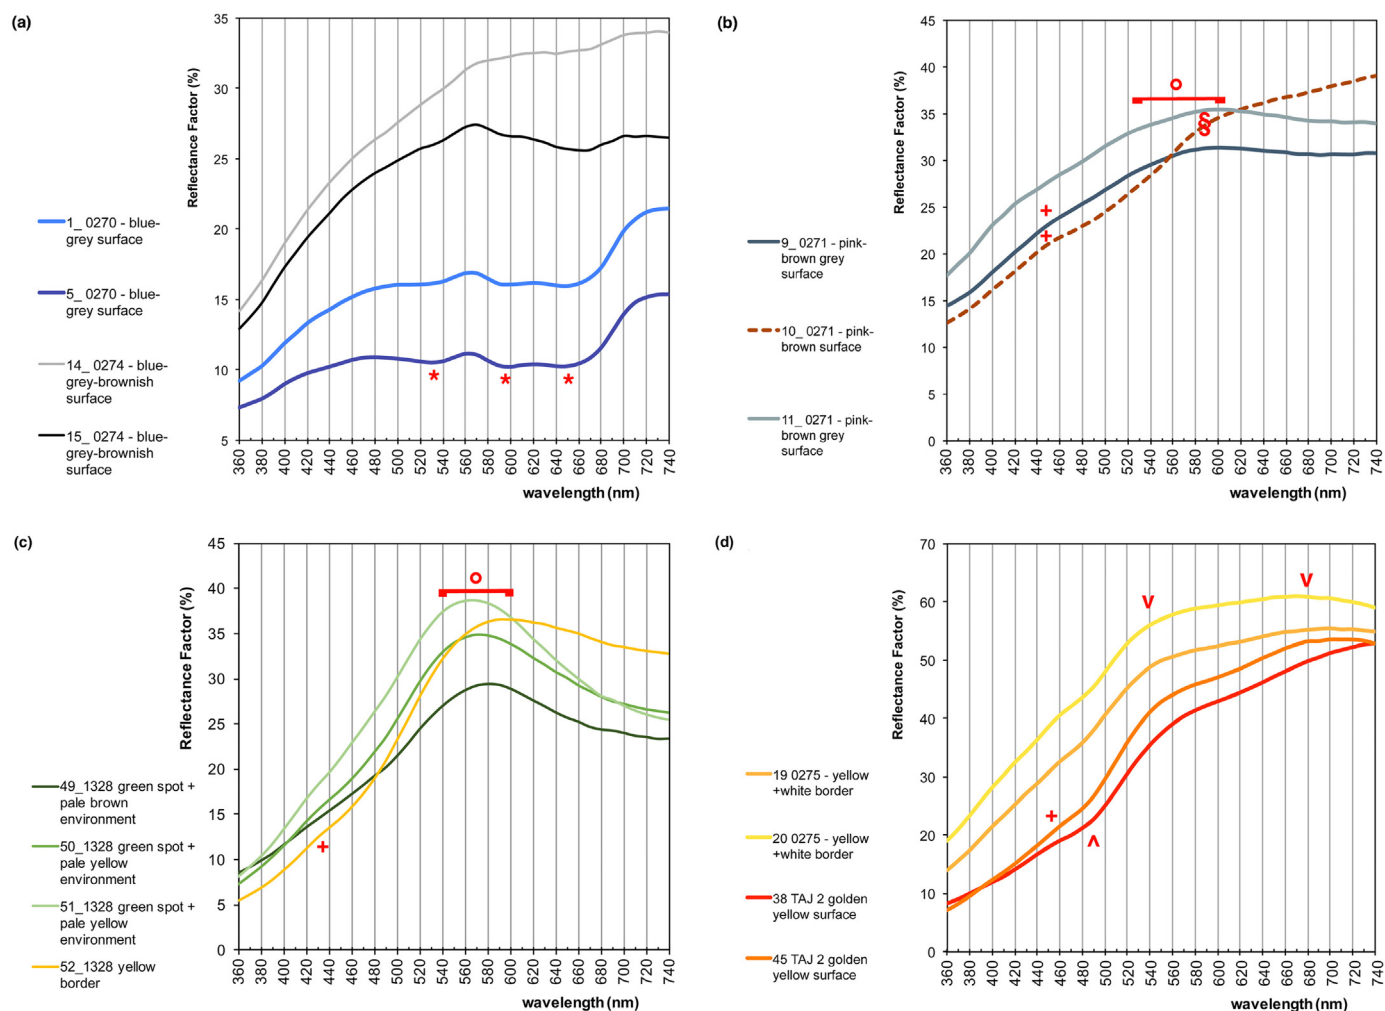 (a)
Reflectance Factor (%)
35
30
25
20
15
10
5
360 380 400 420 440 460 480 500 520 540 560 580 600 620 640 660 680 700 720 740
wavelength (nm)
1_ 0270 - blue-
grey surface
5_ 0270 - blue-
grey surface
14_ 0274 - blue-
grey-brownish
surface
15_ 0274 - blue-
grey-brownish
surface
* * *
(b)
Reflectance Factor (%)
45
40
35
30
25
20
15
10
5
0
360 380 400 420 440 460 480 500 520 540 560 580 600 620 640 660 680 700 720 740
wavelength (nm)
9_ 0271 - pink-
brown grey
surface
10_ 0271 - pink-
brown surface
11_ 0271 - pink-
brown grey
surface
+
+
§
(c)
Reflectance Factor (%)
45
40
35
30
25
20
15
10
5
0
360 380 400 420 440 460 480 500 520 540 560 580 600 620 640 660 680 700 720 740
wavelength (nm)
49_1328 green spot +
pale brown
environment
50_1328 green spot +
pale yellow
environment
51_1328 green spot +
pale yellow
environment
52_1328 yellow
border
+
(d)
Reflectance Factor (%)
70
60
50
40
30
20
10
0
360 380 400 420 440 460 480 500 520 540 560 580 600 620 640 660 680 700 720 740
wavelength (nm)
19 0275 - yellow
+white border
20 0275 - yellow
+white border
38 TAJ 2 golden
yellow surface
45 TAJ 2 golden
yellow surface
v v
+
^